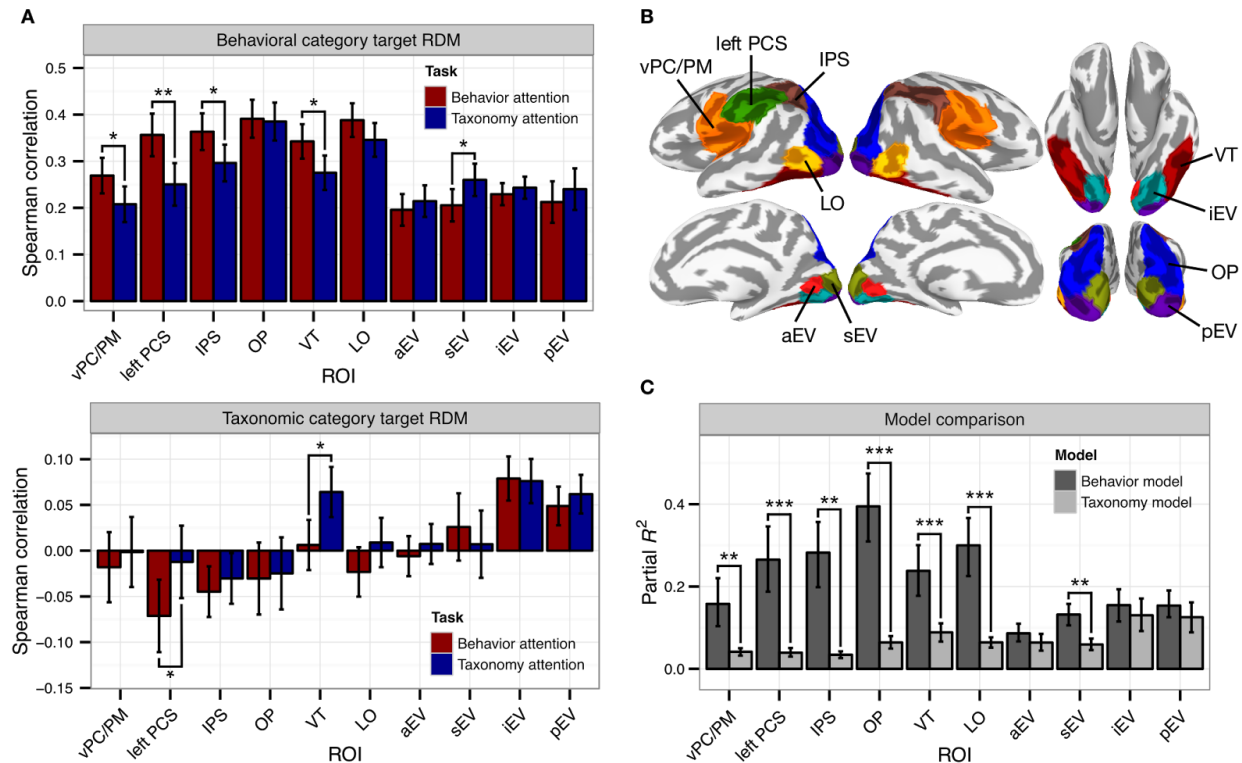 A
Behavioral category target RDM
Spearman correlation
0.5
0.4
0.3
0.2
0.1
0.0
Task
Behavior attention
Taxonomy attention
*
**
*
*
*
vPC/PM
left PCS
IPS
OP
VT
LO
aEV
sEV
iEV
pEV
ROI
Taxonomic category target RDM
Spearman correlation
0.10
0.05
0.00
−0.05
−0.10
−0.15
*
*
Task
Behavior attention
Taxonomy attention
vPC/PM
left PCS
IPS
OP
VT
LO
aEV
sEV
iEV
pEV
ROI
B
left PCS
vPC/PM
IPS
LO
VT
iEV
OP
aEV
sEV
pEV
C
Model comparison
Partial R²
0.4
0.2
0.0
**
***
**
***
***
***
**
Model
Behavior model
Taxonomy model
vPC/PM
left PCS
IPS
OP
VT
LO
aEV
sEV
iEV
pEV
ROI